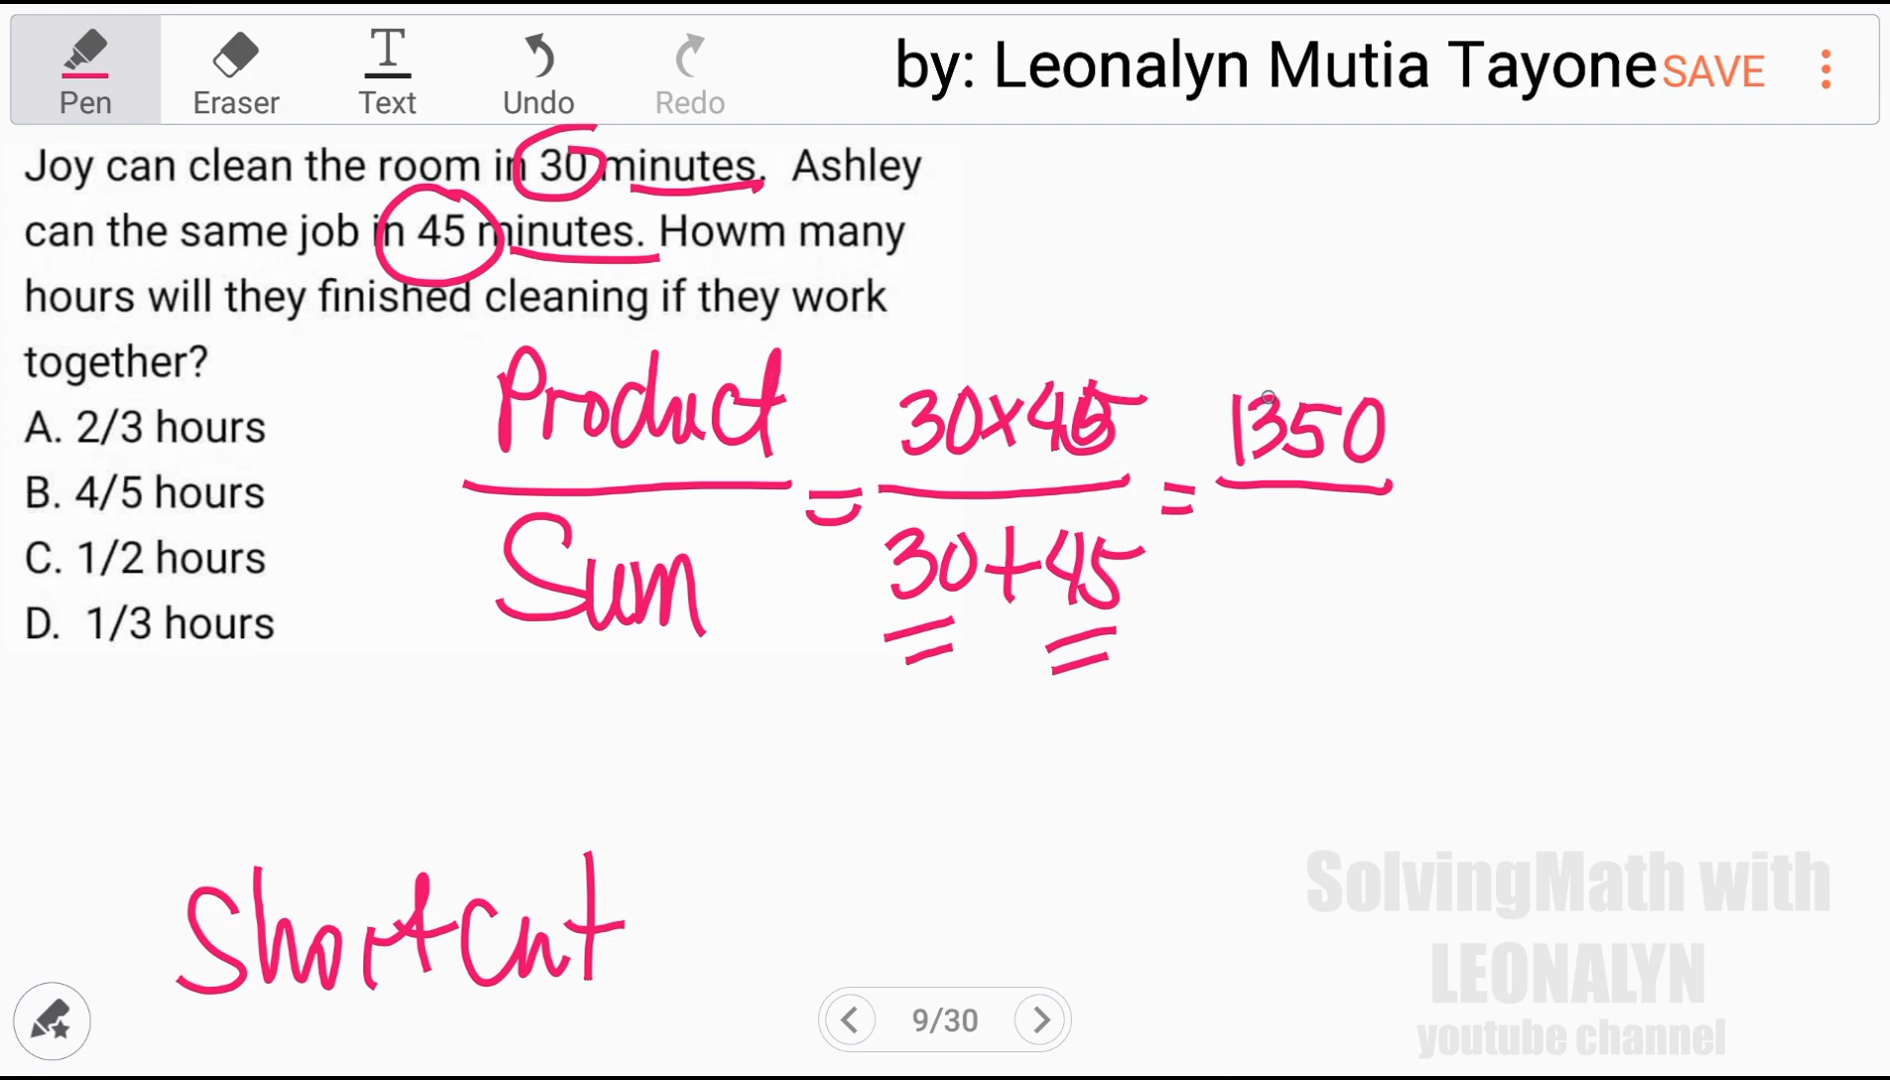 Pen Eraser Text Undo Redo by: Leonalyn Mutia Tayone SAVE
Joy can clean the room in 30 minutes. Ashley
can the same job in 45 minutes. Howm many
hours will they finished cleaning if they work
together?
A. 2/3 hours
B. 4/5 hours
C. 1/2 hours
D. 1/3 hours
Product = 30x45 = 1350
Sum 30+45
Shortcut
9/30
SolvingMath with
LEONALYN
youtube channel